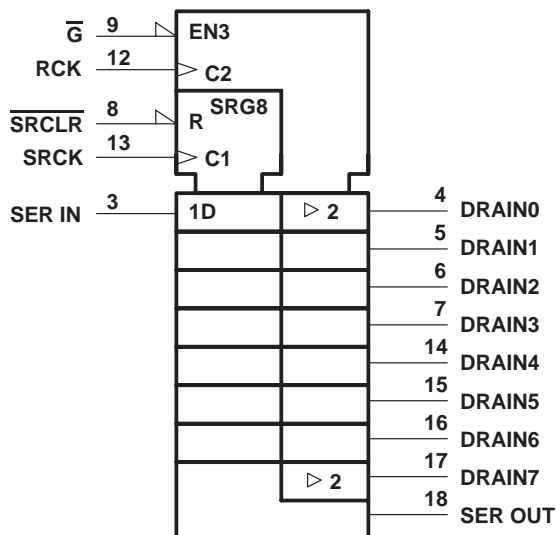 G 9 EN3
RCK 12 C2
SRG8
SRCLR 8 R
SRCK 13 C1
SER IN 3 1D 2 4 DRAIN0
5 DRAIN1
6 DRAIN2
7 DRAIN3
14 DRAIN4
15 DRAIN5
16 DRAIN6
2 17 DRAIN7
18 SER OUT